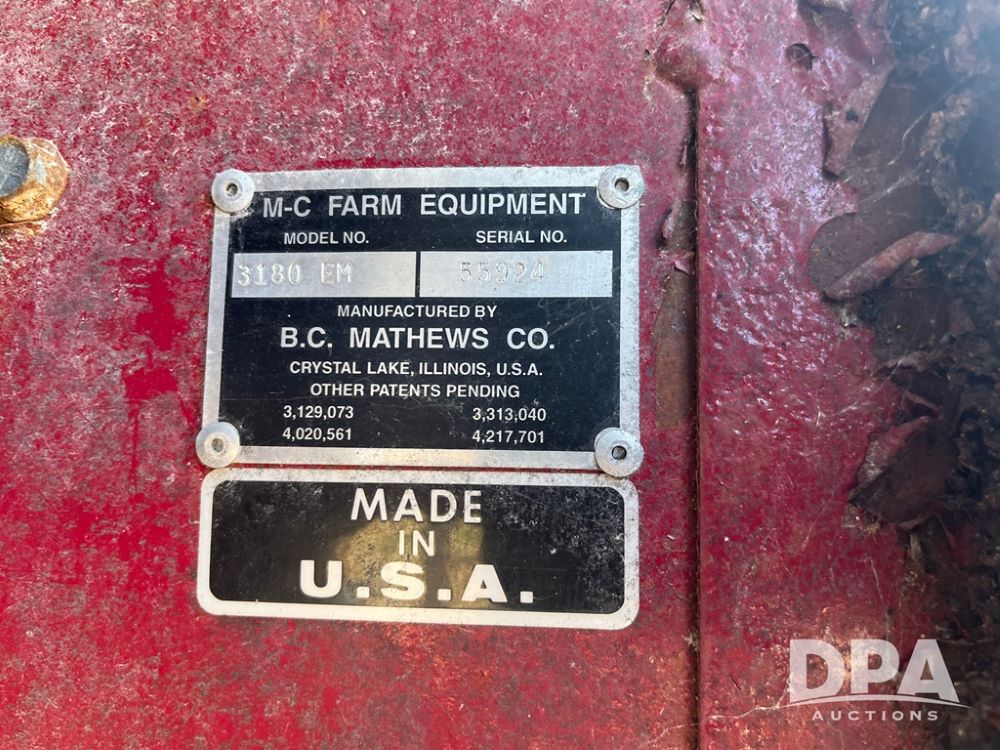 M-C FARM EQUIPMENT
MODEL NO. SERIAL NO.
3180 EM 55924
MANUFACTURED BY
B.C. MATHEWS CO.
CRYSTAL LAKE, ILLINOIS, U.S.A.
OTHER PATENTS PENDING
3,129,073 3,313,040
4,020,561 4,217,701
MADE
IN
U.S.A.
DPA
AUCTIONS